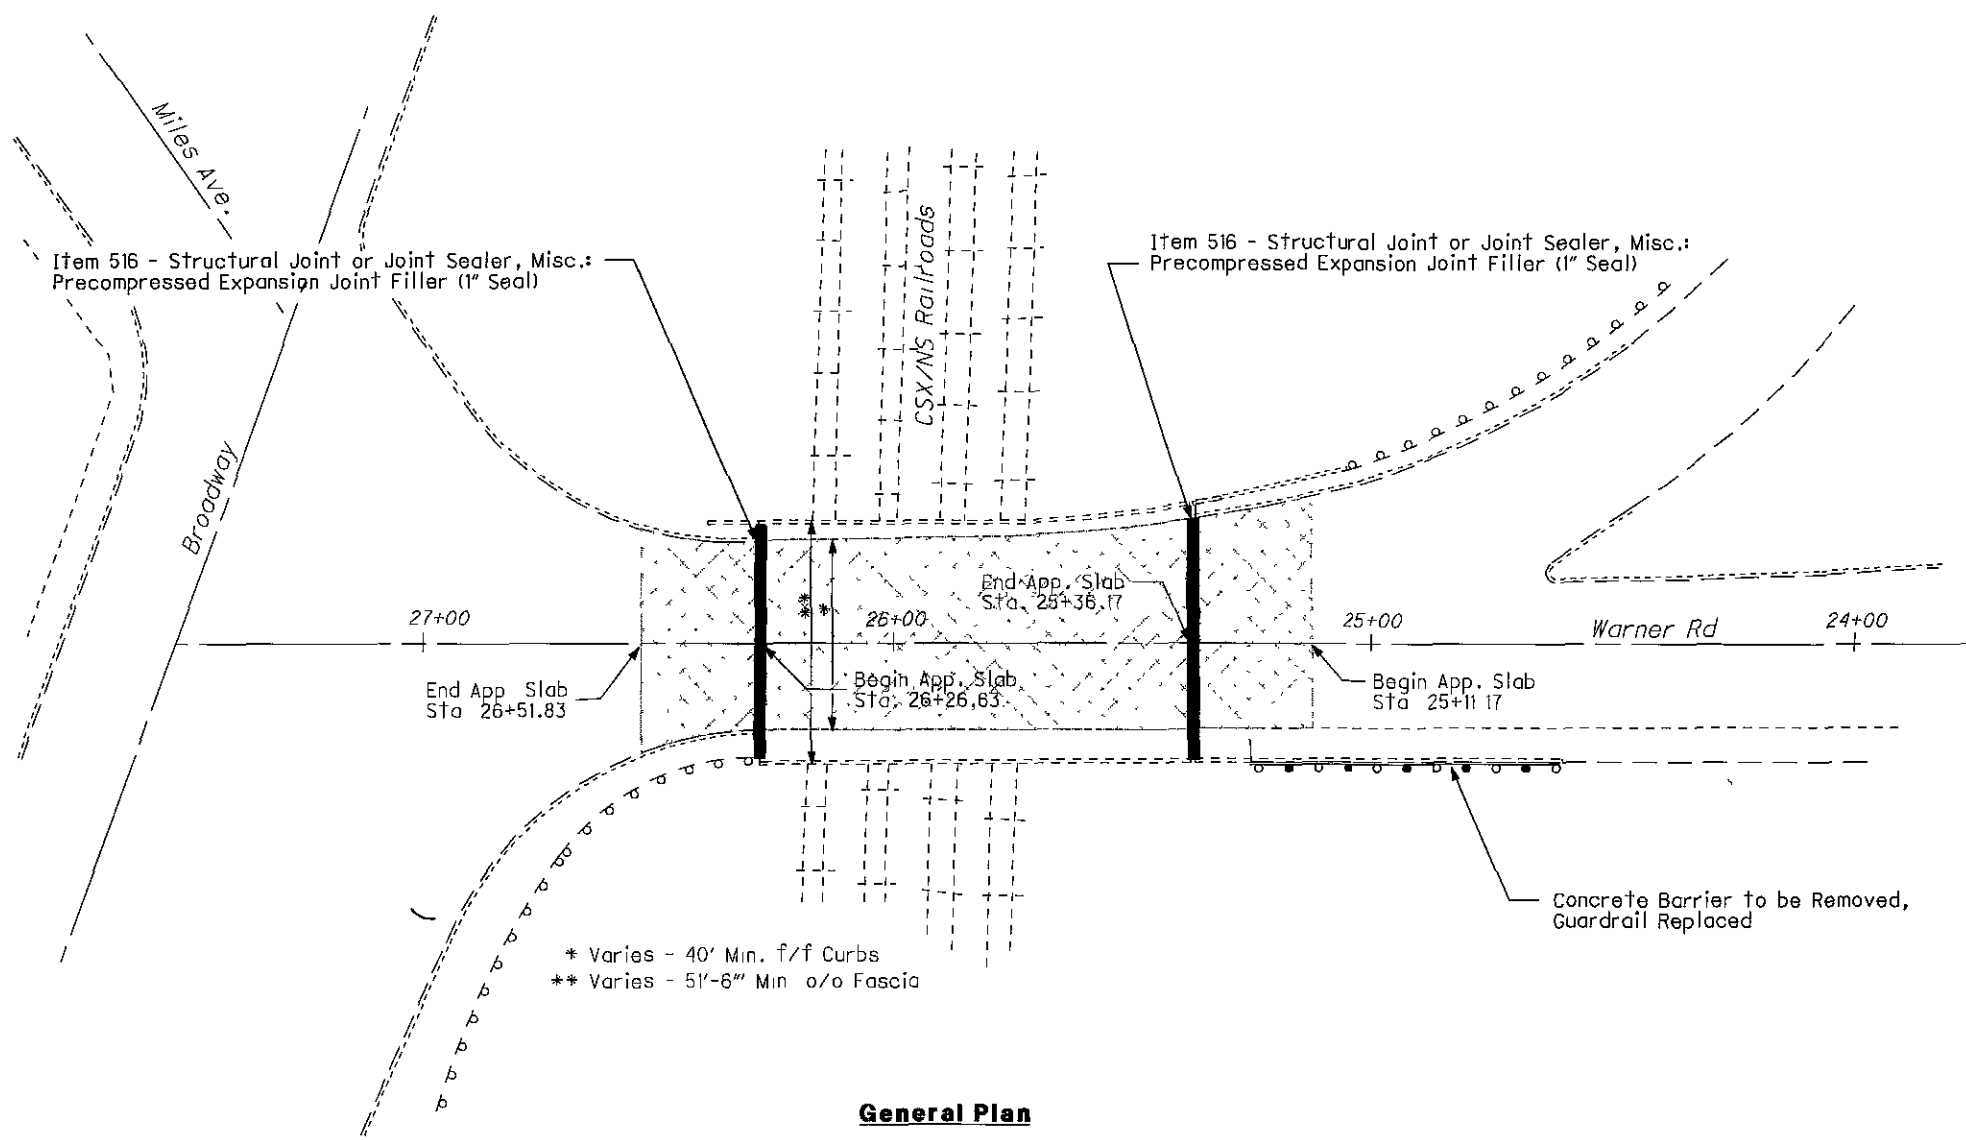 Miles Ave.
Item 516 - Structural Joint or Joint Sealer, Misc.:
Precompressed Expansion Joint Filler (1" Seal)
Broadway
CSX/NS Railroads
Item 516 - Structural Joint or Joint Sealer, Misc.:
Precompressed Expansion Joint Filler (1" Seal)
End App. Slab
Sta. 25+36.17
27+00
**
*
26+00
25+00
Warner Rd
24+00
End App Slab
Sta 26+51.83
Begin App. Slab
Sta. 26+26.63
Begin App. Slab
Sta 25+11 17
Concrete Barrier to be Removed,
Guardrail Replaced
* Varies - 40' Min. f/f Curbs
** Varies - 51'-6"' Min o/o Fascia
General Plan